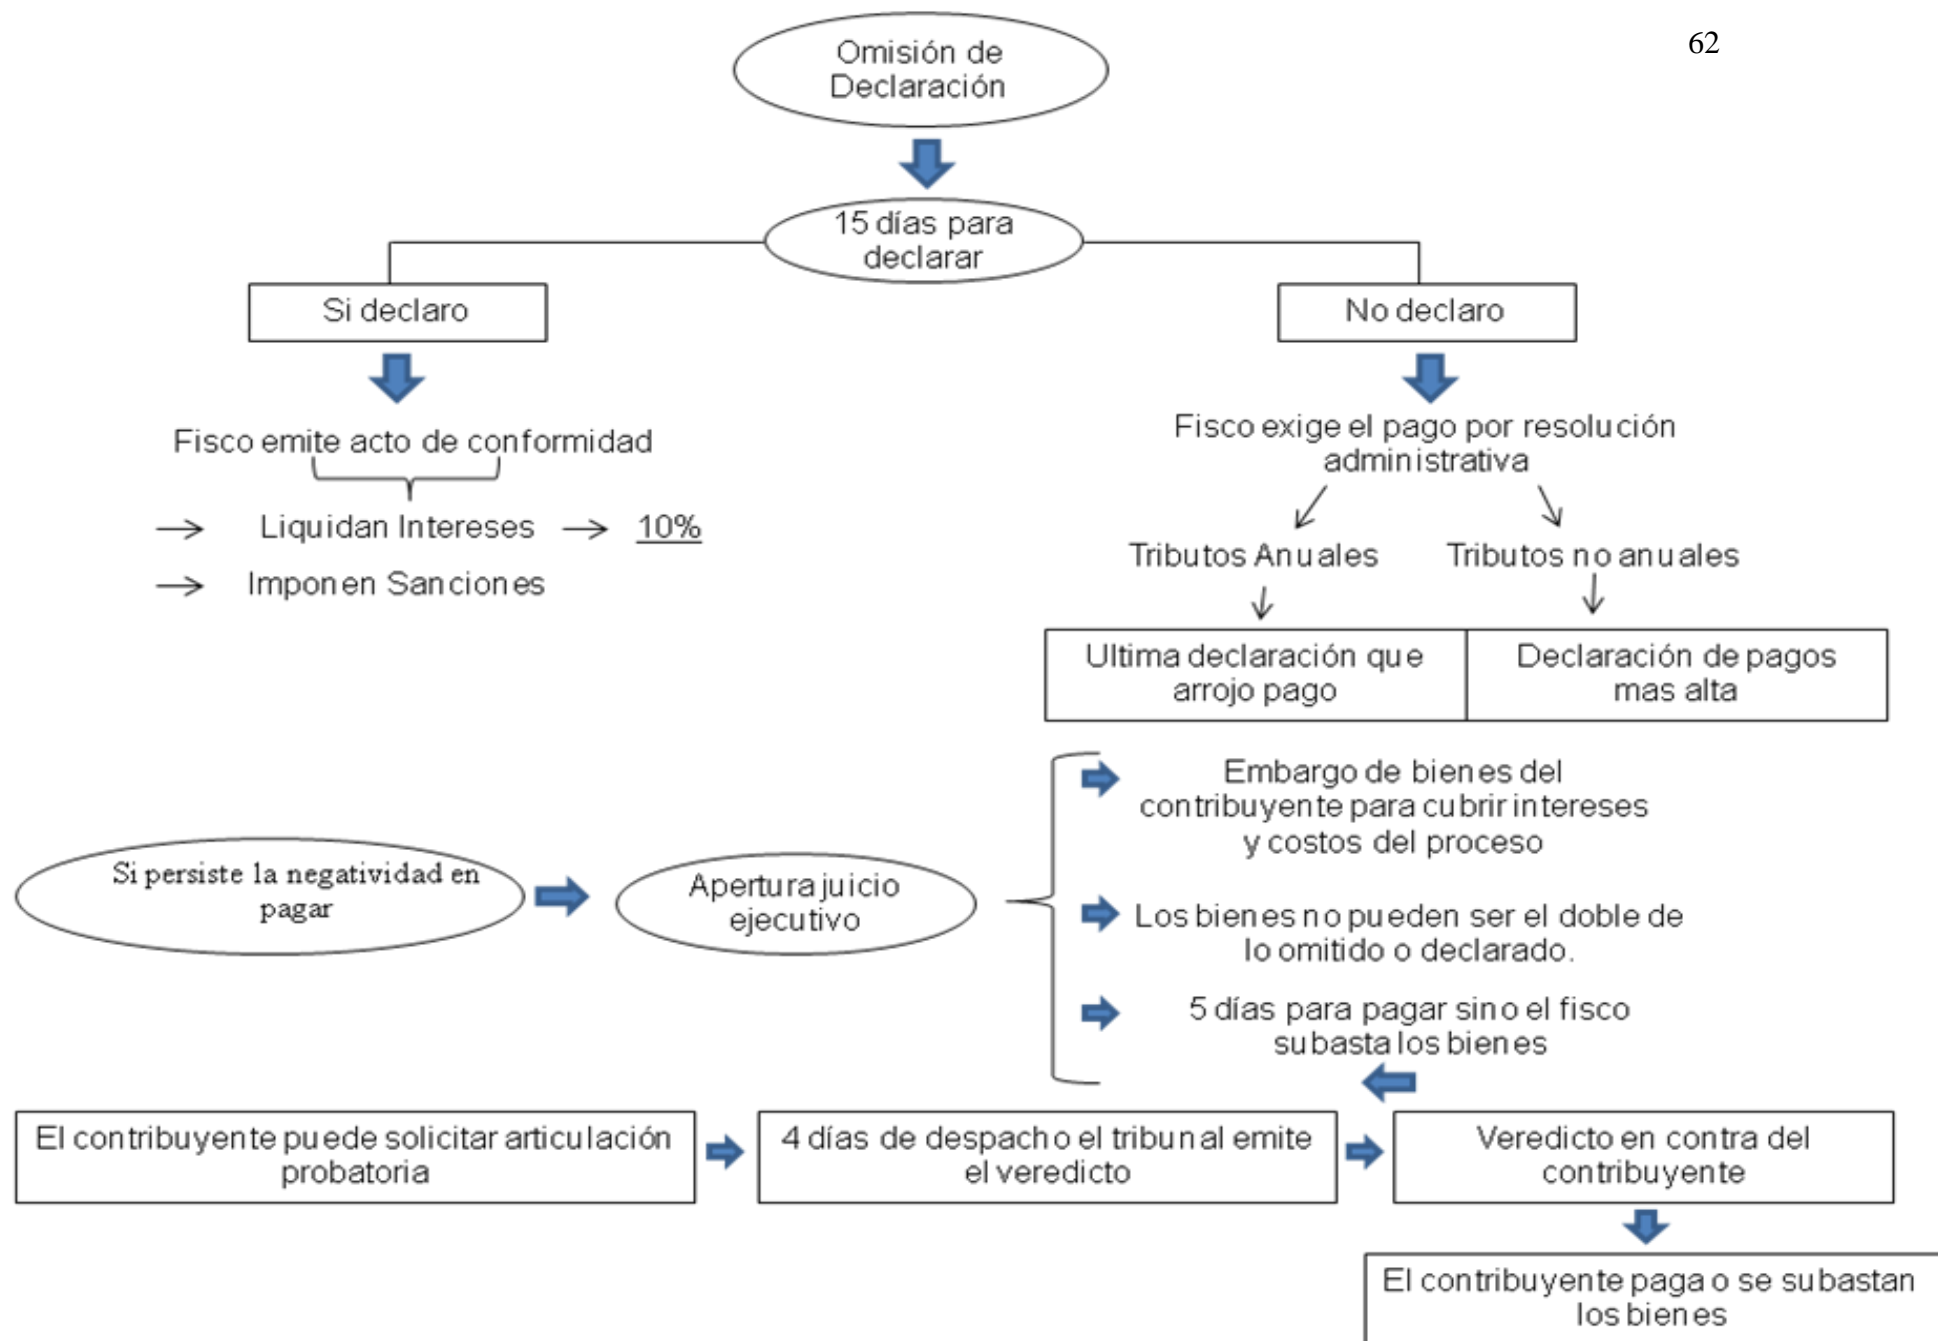 62
Omisión de
Declaración
15 días para
declarar
Si declaro
No declaro
Fisco emite acto de conformidad
Liquidan Intereses
10%
Imponen Sanciones
Fisco exige el pago por resolución
administrativa
Tributos Anuales
Tributos no anuales
Ultima declaración que
arrojo pago
Declaración de pagos
mas alta
Si persiste la negatividad en
pagar
Apertura juicio
ejecutivo
Embargo de bienes del
contribuyente para cubrir intereses
y costos del proceso
Los bienes no pueden ser el doble de
lo omitido o declarado.
5 días para pagar sino el fisco
subasta los bienes
El contribuyente puede solicitar articulación
probatoria
4 días de despacho el tribunal emite
el veredicto
Veredicto en contra del
contribuyente
El contribuyente paga o se subastan
los bienes